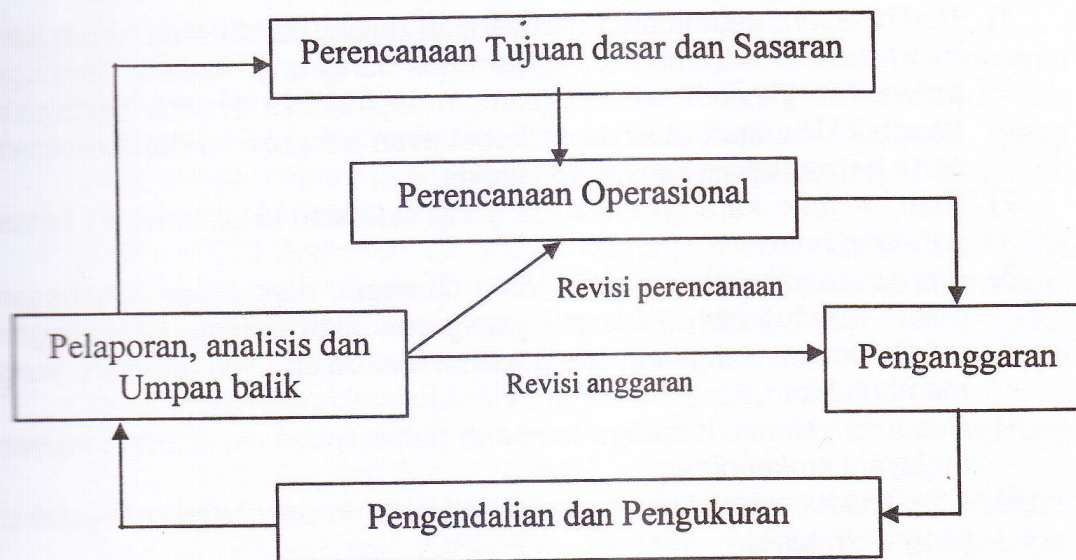 Perencanaan Tujuan dasar dan Sasaran
Perencanaan Operasional
Revisi perencanaan
Pelaporan, analisis dan
Umpan balik
Revisi anggaran
Penganggaran
Pengendalian dan Pengukuran